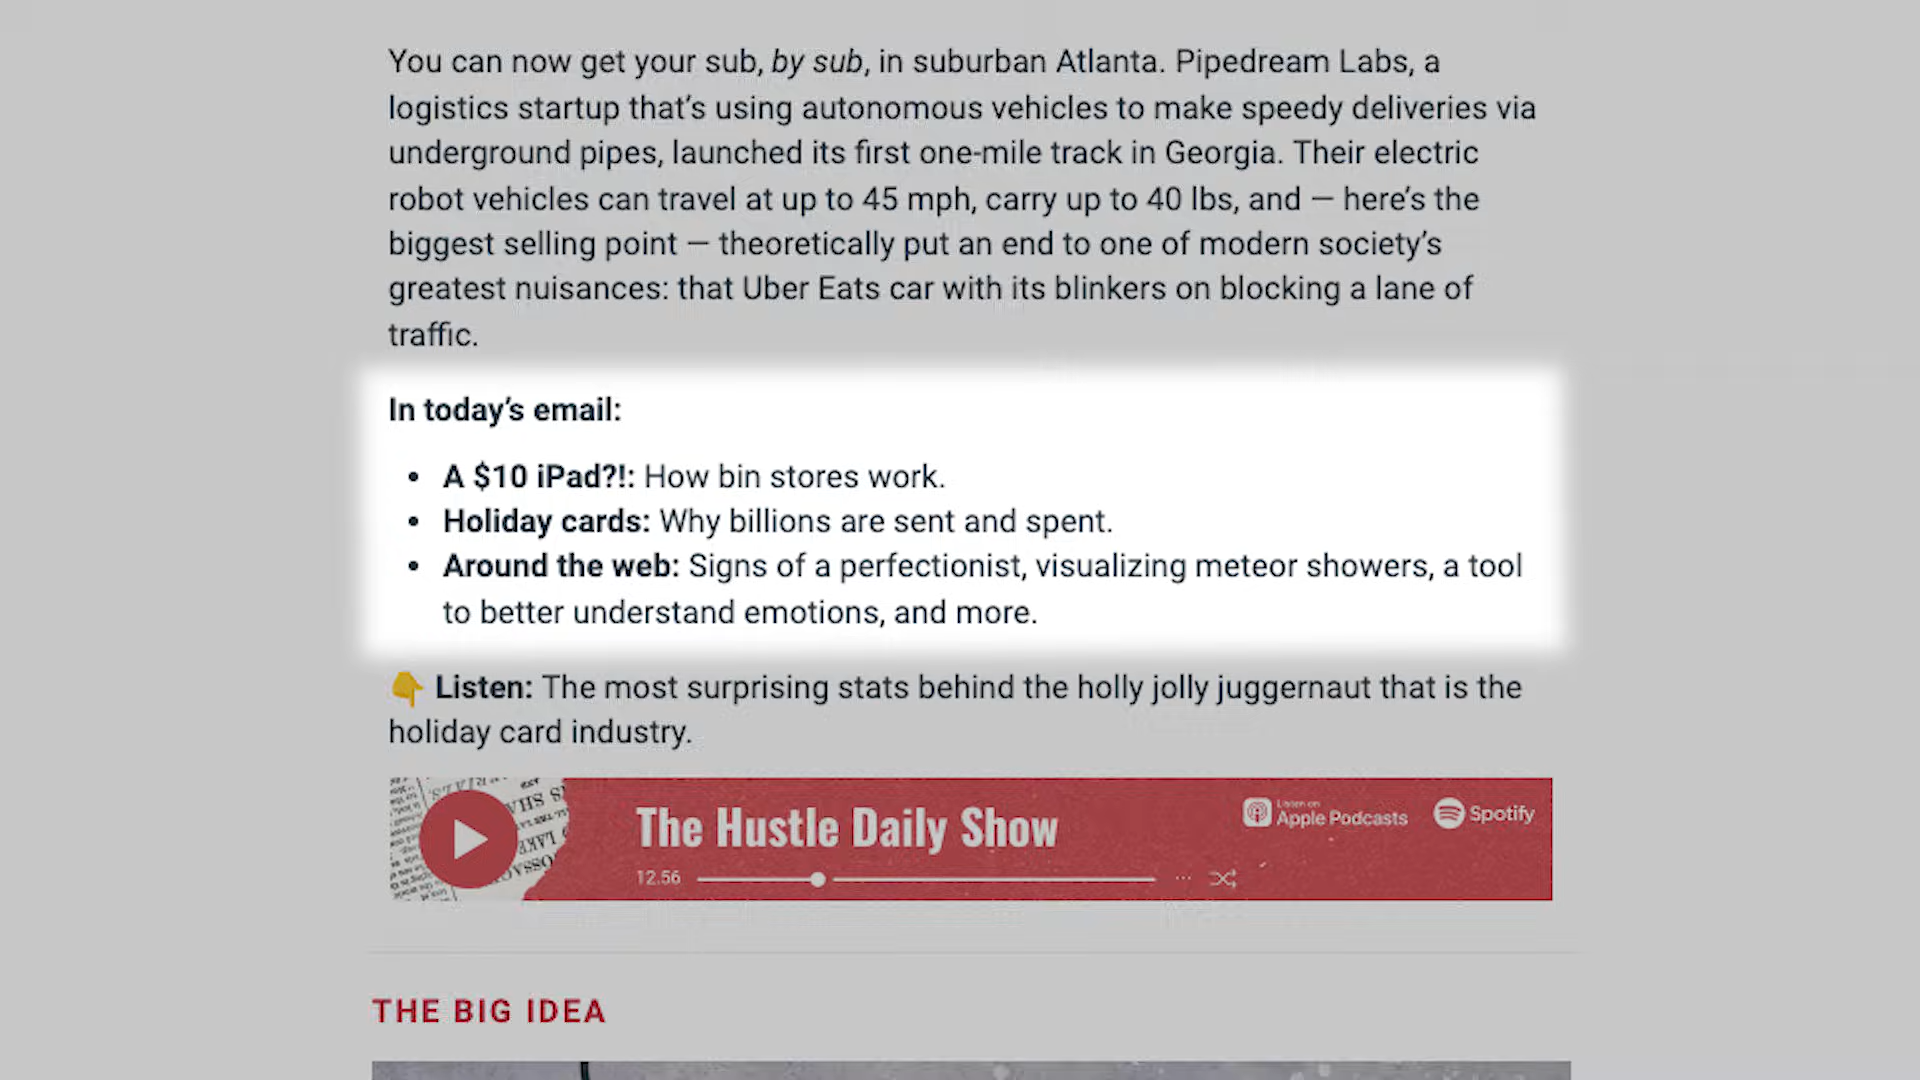 You can now get your sub, by sub, in suburban Atlanta. Pipedream Labs, a
logistics startup that’s using autonomous vehicles to make speedy deliveries via
underground pipes, launched its first one-mile track in Georgia. Their electric
robot vehicles can travel at up to 45 mph, carry up to 40 lbs, and — here’s the
biggest selling point — theoretically put an end to one of modern society’s
greatest nuisances: that Uber Eats car with its blinkers on blocking a lane of
traffic.
In today’s email:
• A $10 iPad?!: How bin stores work.
• Holiday cards: Why billions are sent and spent.
• Around the web: Signs of a perfectionist, visualizing meteor showers, a tool
to better understand emotions, and more.
👇 Listen: The most surprising stats behind the holly jolly juggernaut that is the
holiday card industry.
The Hustle Daily Show
12.56
Listen on
Apple Podcasts
Spotify
THE BIG IDEA